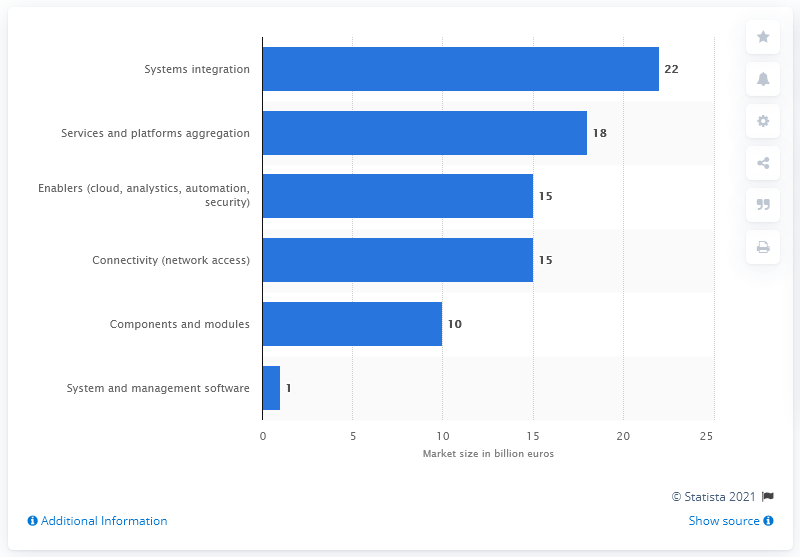 Systems integration
22
Services and platforms aggregation
18
Enablers (cloud, analystics, automation,
security)
15
Connectivity (network access)
15
Components and modules
10
System and management software
1
0 5 10 15 20 25
Market size in billion euros
© Statista 2021
Additional Information
Show source